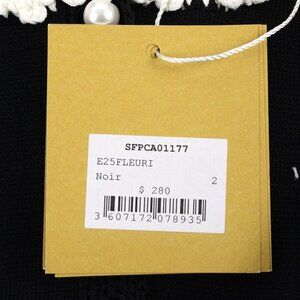 SFPCA01177
E25FLEURI
Noir 2
$ 280
3 607172 078935